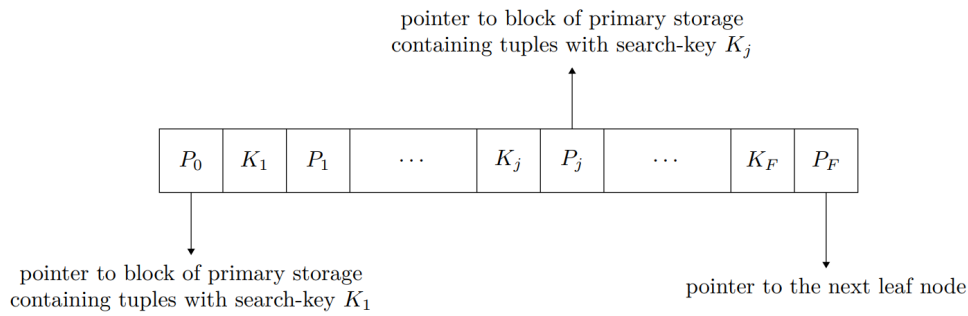 pointer to block of primary storage
containing tuples with search-key K_j
P_0 K_1 P_1 ... K_j P_j ... K_F P_F
pointer to block of primary storage
containing tuples with search-key K_1
pointer to the next leaf node